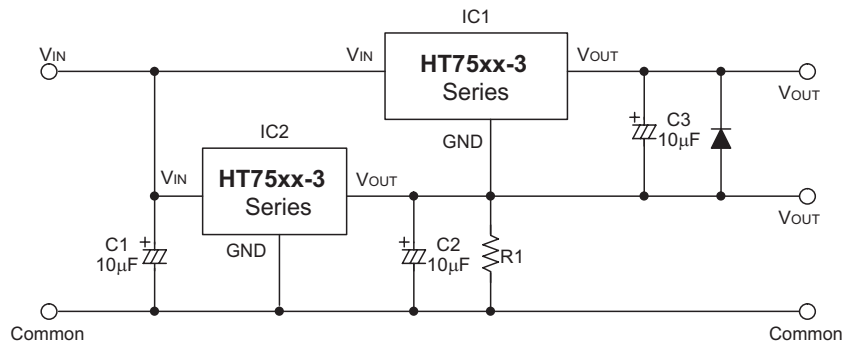 IC1
VIN
VIN
HT75xx-3
Series
VOUT
VOUT
GND
C3
10μF
IC2
VIN
HT75xx-3
Series
VOUT
VOUT
GND
C1
10μF
C2
10μF
R1
Common
Common